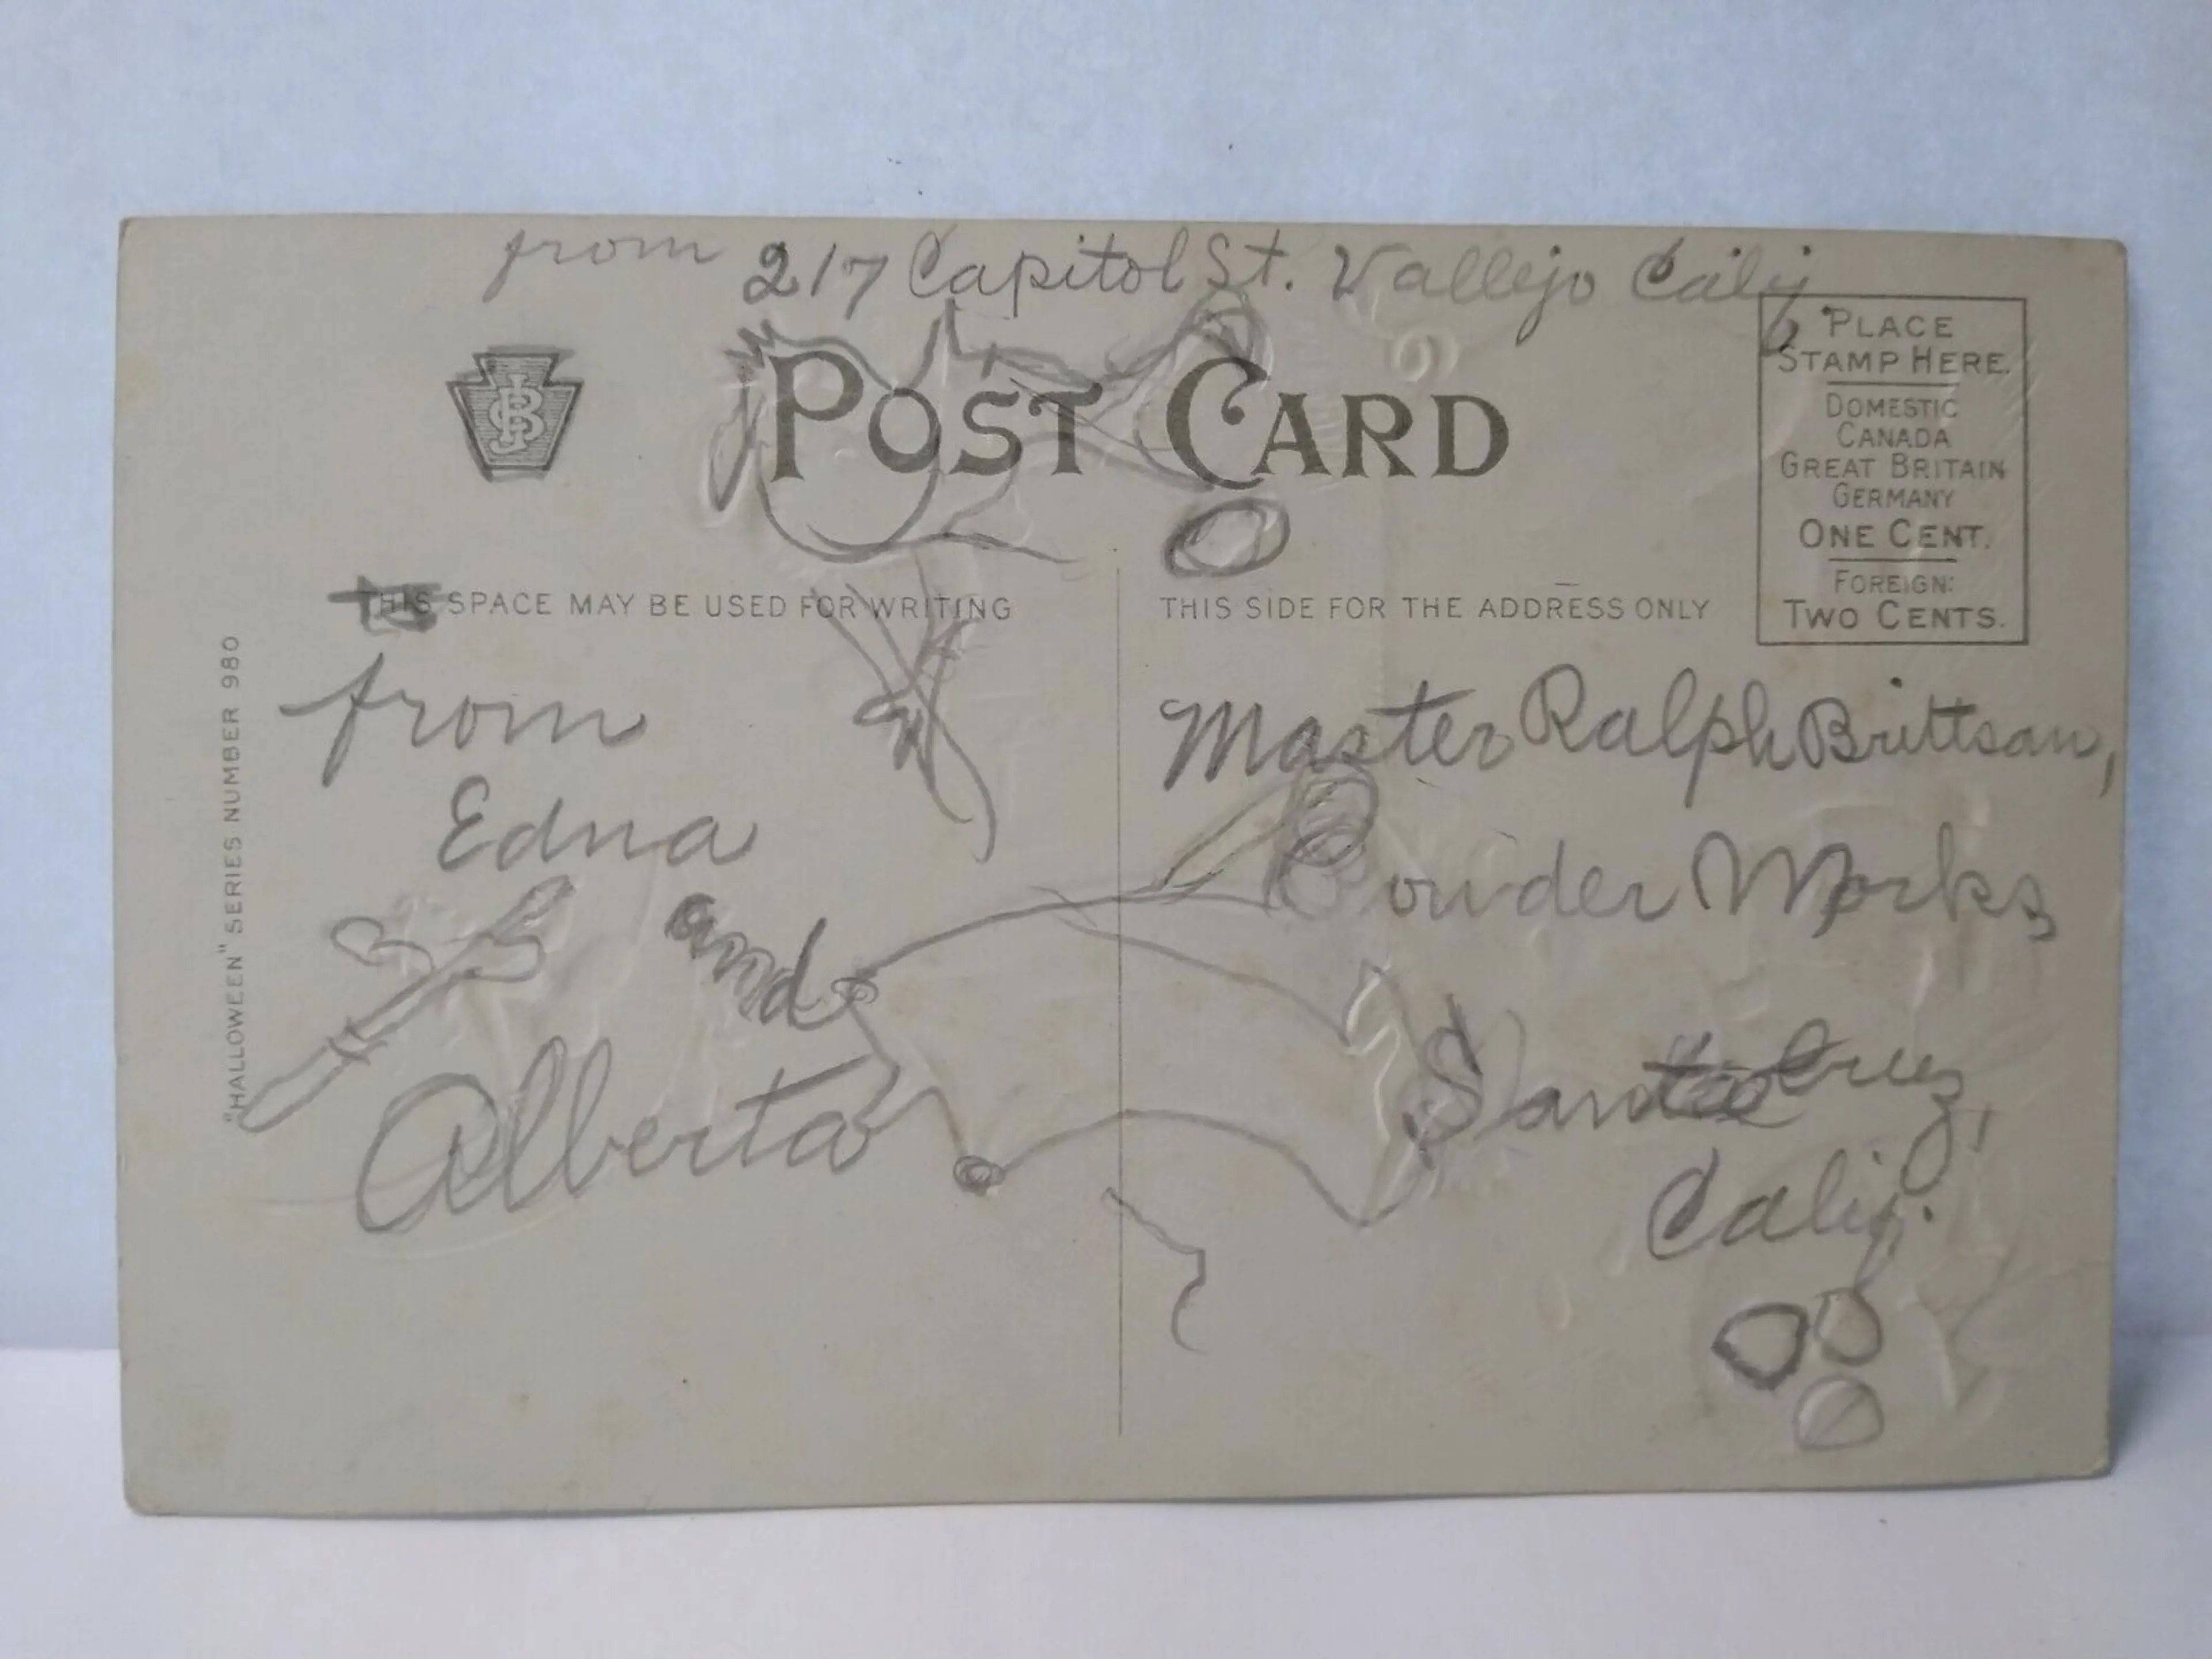 from 217 Capitol St. Vallejo Calif
JSB
POST CARD
PLACE
STAMP HERE.
DOMESTIC
CANADA
GREAT BRITAIN
GERMANY
ONE CENT.
FOREIGN:
TWO CENTS.
THIS SPACE MAY BE USED FOR WRITING
THIS SIDE FOR THE ADDRESS ONLY
"HALLOWEEN" SERIES NUMBER 980
from
Edna
and
Alberta
Master Ralph Brittsan,
Powder Works
Santa Cruz,
Calif.